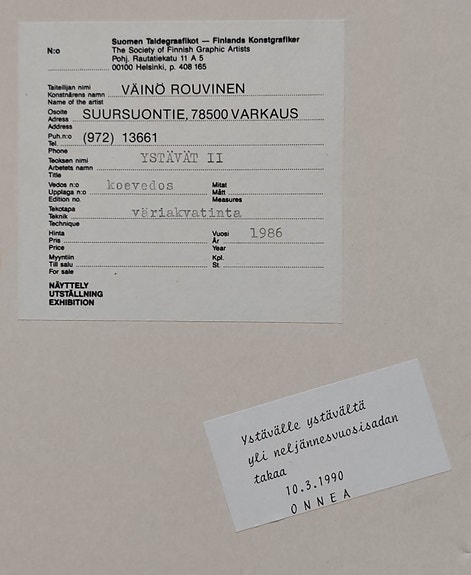 Suomen Taidegraafikot — Finlands Konstgrafiker
N:o The Society of Finnish Graphic Artists
Pohj. Rautatiekatu 11 A 5
00100 Helsinki, p. 408 165
Taiteilijan nimi
Konstnärens namn VÄINÖ ROUVINEN
Name of the artist
Osoite
Adress SUURSUONTIE, 78500 VARKAUS
Address
Puh.n:o
Tel. (972) 13661
Phone
Teoksen nimi YSTÄVÄT II
Arbetets namn
Title
Vedos n:o koevedos Mitat
Upplaga n:o Mått
Edition no. Measures
Tekotapa
Teknik väriakvatinta
Technique
Hinta Vuosi 1986
Pris År
Price Year
Myyntiin Kpl.
Till salu St.
For sale
NÄYTTELY
UTSTÄLLNING
EXHIBITION
Ystävälle ystävältä
yli neljännesvuosisadan
takaa
10.3.1990
O N N E A